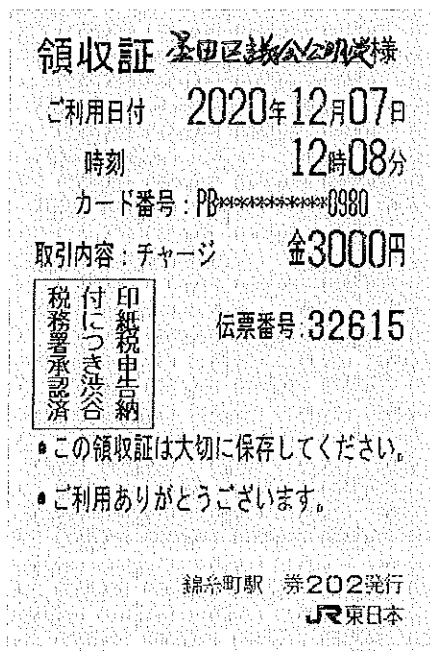 領収証 墨田区議会公明党様
ご利用日付 2020年12月07日
時刻 12時08分
カード番号:PB***********0980
取引内容:チャージ 金3000円
印紙税申告納
付につき渋谷
税務署承認済
伝票番号:32615
•この領収証は大切に保存してください。
•ご利用ありがとうございます。
錦糸町駅 券202発行
JR東日本